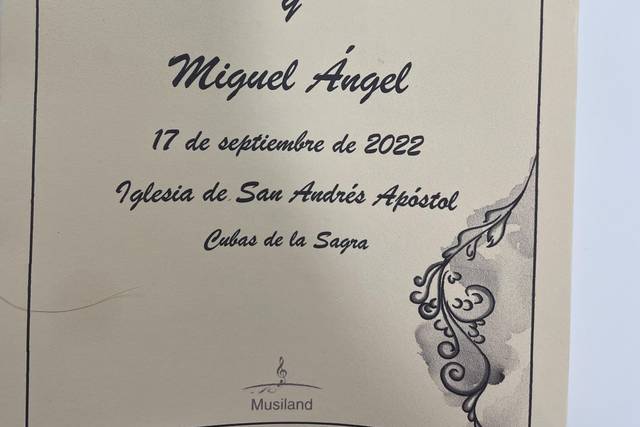 y
Miguel Ángel
17 de septiembre de 2022
Iglesia de San Andrés Apóstol
Cubas de la Sagra
Musiland